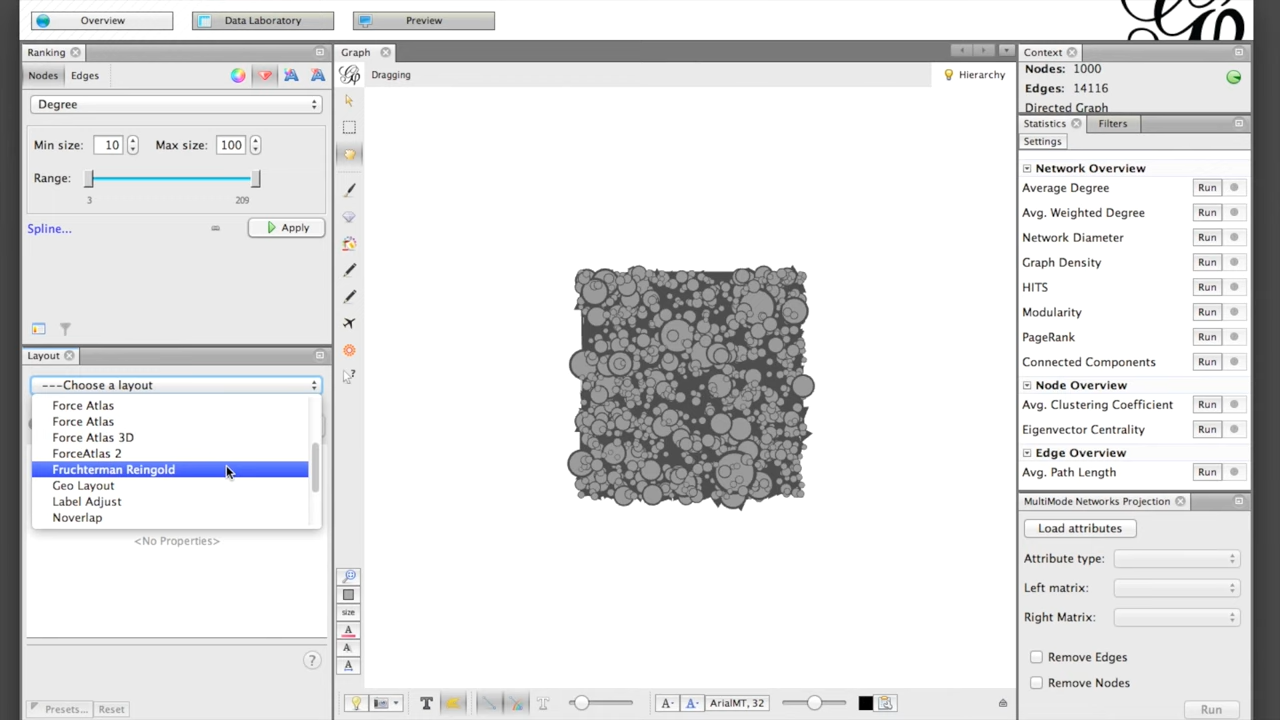 Overview
Data Laboratory
Preview
Ranking
Nodes
Edges
Degree
Min size: 10 Max size: 100
Range:
3 209
Spline...
Apply
Layout
---Choose a layout
Force Atlas
Force Atlas
Force Atlas 3D
ForceAtlas 2
Fruchterman Reingold
Geo Layout
Label Adjust
Noverlap
<No Properties>
?
Presets...
Reset
Graph
Dragging
Hierarchy
size
A
A
A
T
T
A-
A-
ArialMT, 32
Context
Nodes: 1000
Edges: 14116
Directed Graph
Statistics
Filters
Settings
Network Overview
Average Degree Run
Avg. Weighted Degree Run
Network Diameter Run
Graph Density Run
HITS Run
Modularity Run
PageRank Run
Connected Components Run
Node Overview
Avg. Clustering Coefficient Run
Eigenvector Centrality Run
Edge Overview
Avg. Path Length Run
MultiMode Networks Projection
Load attributes
Attribute type:
Left matrix:
Right Matrix:
Remove Edges
Remove Nodes
Run